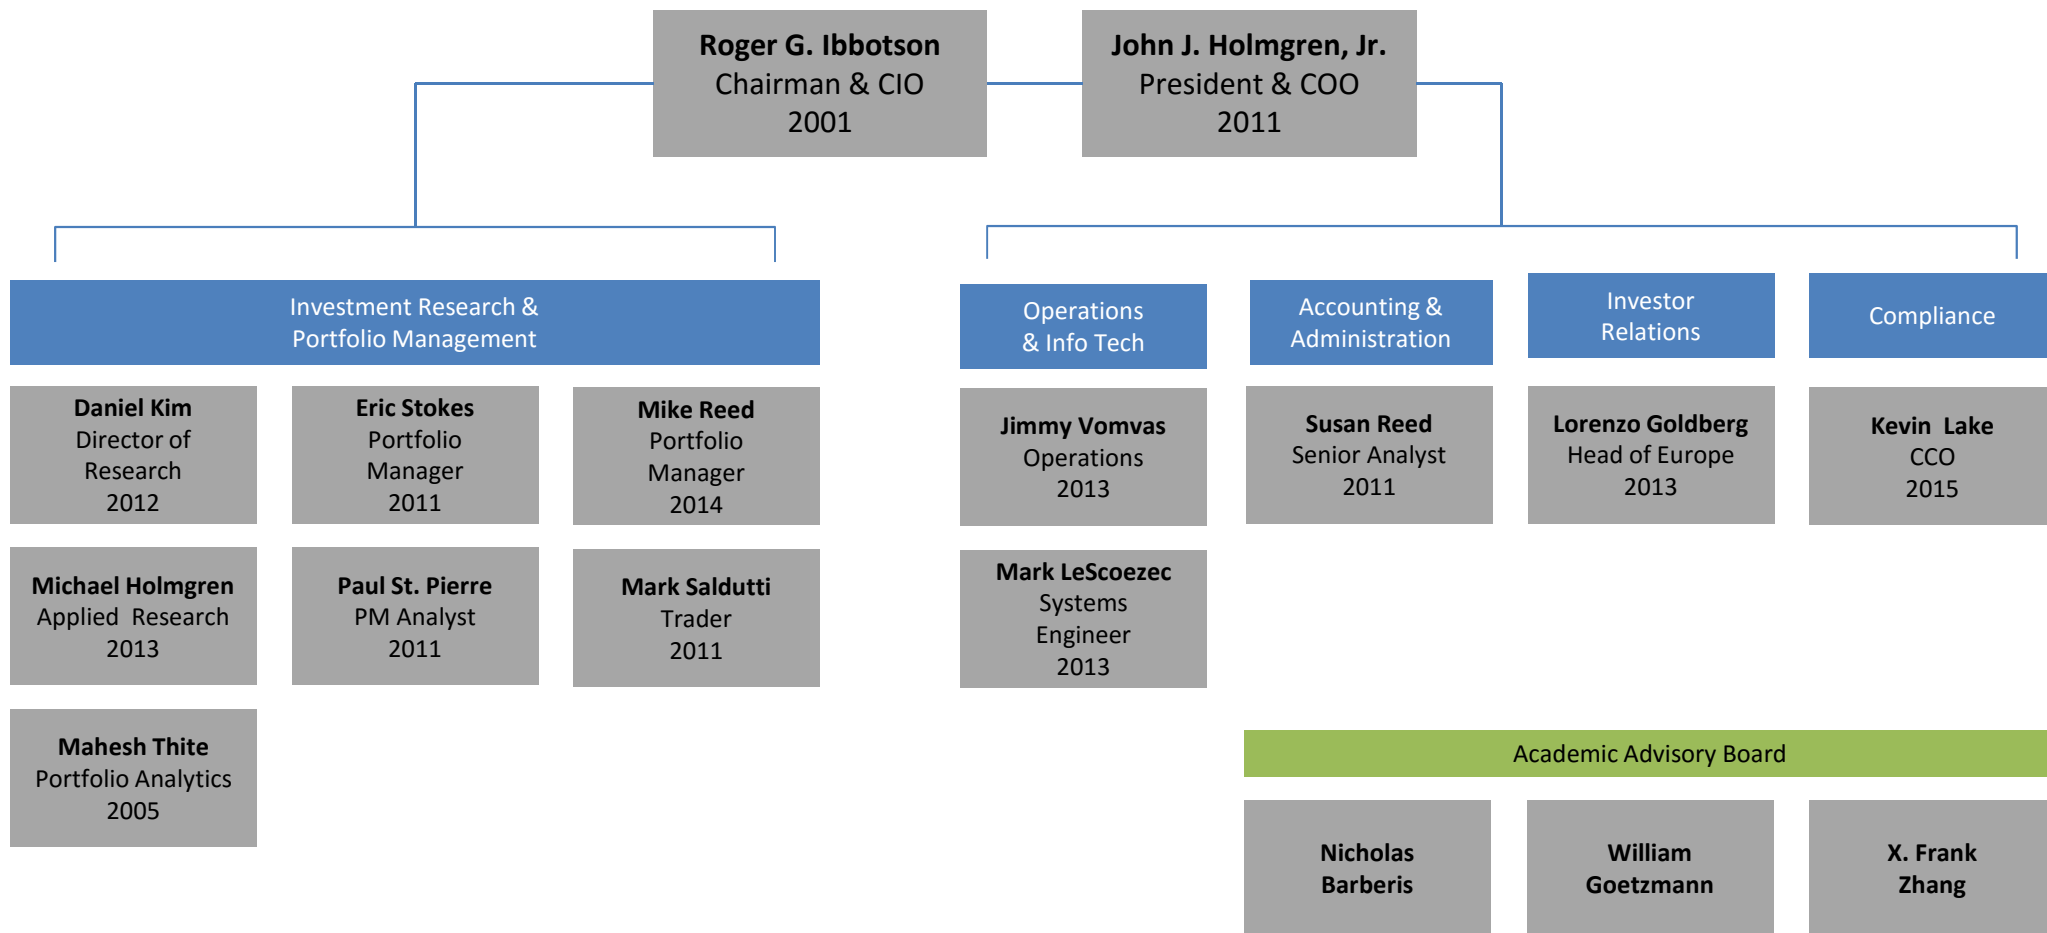 Roger G. Ibbotson
Chairman & CIO
2001
John J. Holmgren, Jr.
President & COO
2011
Investment Research &
Portfolio Management
Daniel Kim
Director of
Research
2012
Eric Stokes
Portfolio
Manager
2011
Mike Reed
Portfolio
Manager
2014
Michael Holmgren
Applied  Research
2013
Paul St. Pierre
PM Analyst
2011
Mark Saldutti
Trader
2011
Mahesh Thite
Portfolio Analytics
2005
Operations
& Info Tech
Jimmy Vomvas
Operations
2013
Mark LeScoezec
Systems
Engineer
2013
Accounting &
Administration
Susan Reed
Senior Analyst
2011
Investor
Relations
Lorenzo Goldberg
Head of Europe
2013
Compliance
Kevin  Lake
CCO
2015
Academic Advisory Board
Nicholas
Barberis
William
Goetzmann
X. Frank
Zhang